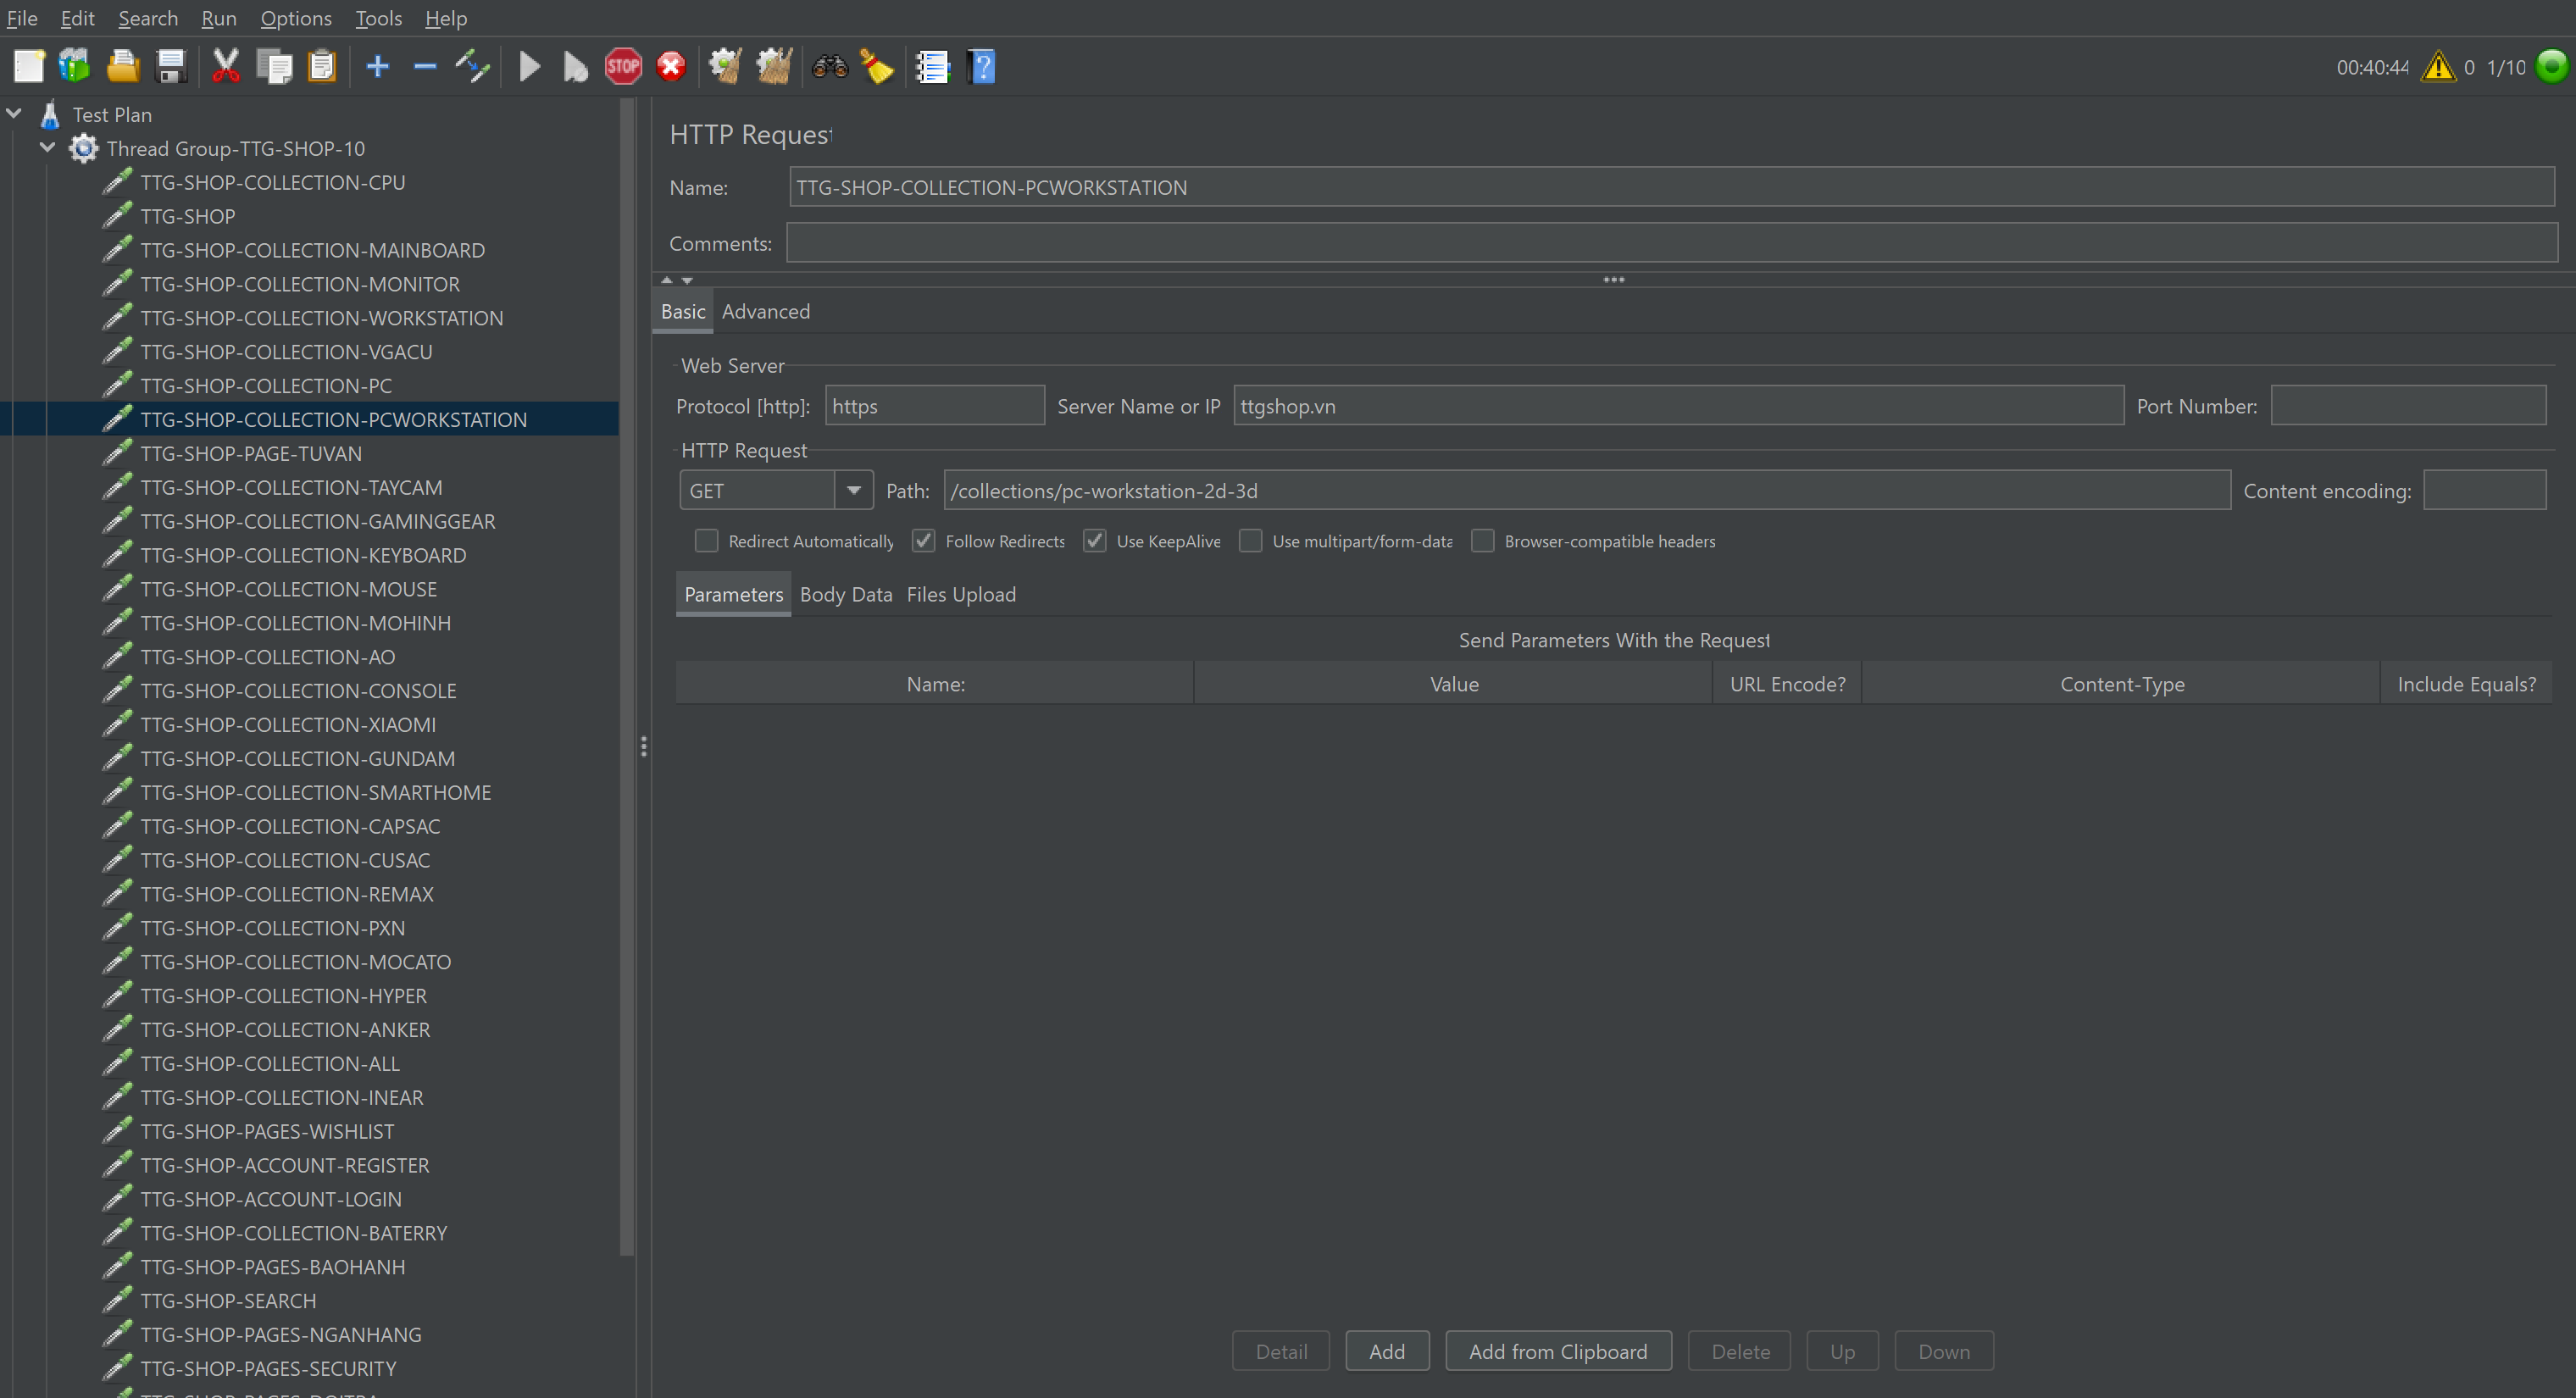 File Edit Search Run Options Tools Help
STOP
00:40:44 0 1/10
Test Plan
Thread Group-TTG-SHOP-10
TTG-SHOP-COLLECTION-CPU
TTG-SHOP
TTG-SHOP-COLLECTION-MAINBOARD
TTG-SHOP-COLLECTION-MONITOR
TTG-SHOP-COLLECTION-WORKSTATION
TTG-SHOP-COLLECTION-VGACU
TTG-SHOP-COLLECTION-PC
TTG-SHOP-COLLECTION-PCWORKSTATION
TTG-SHOP-PAGE-TUVAN
TTG-SHOP-COLLECTION-TAYCAM
TTG-SHOP-COLLECTION-GAMINGGEAR
TTG-SHOP-COLLECTION-KEYBOARD
TTG-SHOP-COLLECTION-MOUSE
TTG-SHOP-COLLECTION-MOHINH
TTG-SHOP-COLLECTION-AO
TTG-SHOP-COLLECTION-CONSOLE
TTG-SHOP-COLLECTION-XIAOMI
TTG-SHOP-COLLECTION-GUNDAM
TTG-SHOP-COLLECTION-SMARTHOME
TTG-SHOP-COLLECTION-CAPSAC
TTG-SHOP-COLLECTION-CUSAC
TTG-SHOP-COLLECTION-REMAX
TTG-SHOP-COLLECTION-PXN
TTG-SHOP-COLLECTION-MOCATO
TTG-SHOP-COLLECTION-HYPER
TTG-SHOP-COLLECTION-ANKER
TTG-SHOP-COLLECTION-ALL
TTG-SHOP-COLLECTION-INEAR
TTG-SHOP-PAGES-WISHLIST
TTG-SHOP-ACCOUNT-REGISTER
TTG-SHOP-ACCOUNT-LOGIN
TTG-SHOP-COLLECTION-BATERRY
TTG-SHOP-PAGES-BAOHANH
TTG-SHOP-SEARCH
TTG-SHOP-PAGES-NGANHANG
TTG-SHOP-PAGES-SECURITY
HTTP Request
Name: TTG-SHOP-COLLECTION-PCWORKSTATION
Comments:
Basic Advanced
Web Server
Protocol [http]: https Server Name or IP ttgshop.vn Port Number:
HTTP Request
GET Path: /collections/pc-workstation-2d-3d Content encoding:
Redirect Automatically Follow Redirects Use KeepAlive Use multipart/form-data Browser-compatible headers
Parameters Body Data Files Upload
Send Parameters With the Request
Name: Value URL Encode? Content-Type Include Equals?
Detail Add Add from Clipboard Delete Up Down